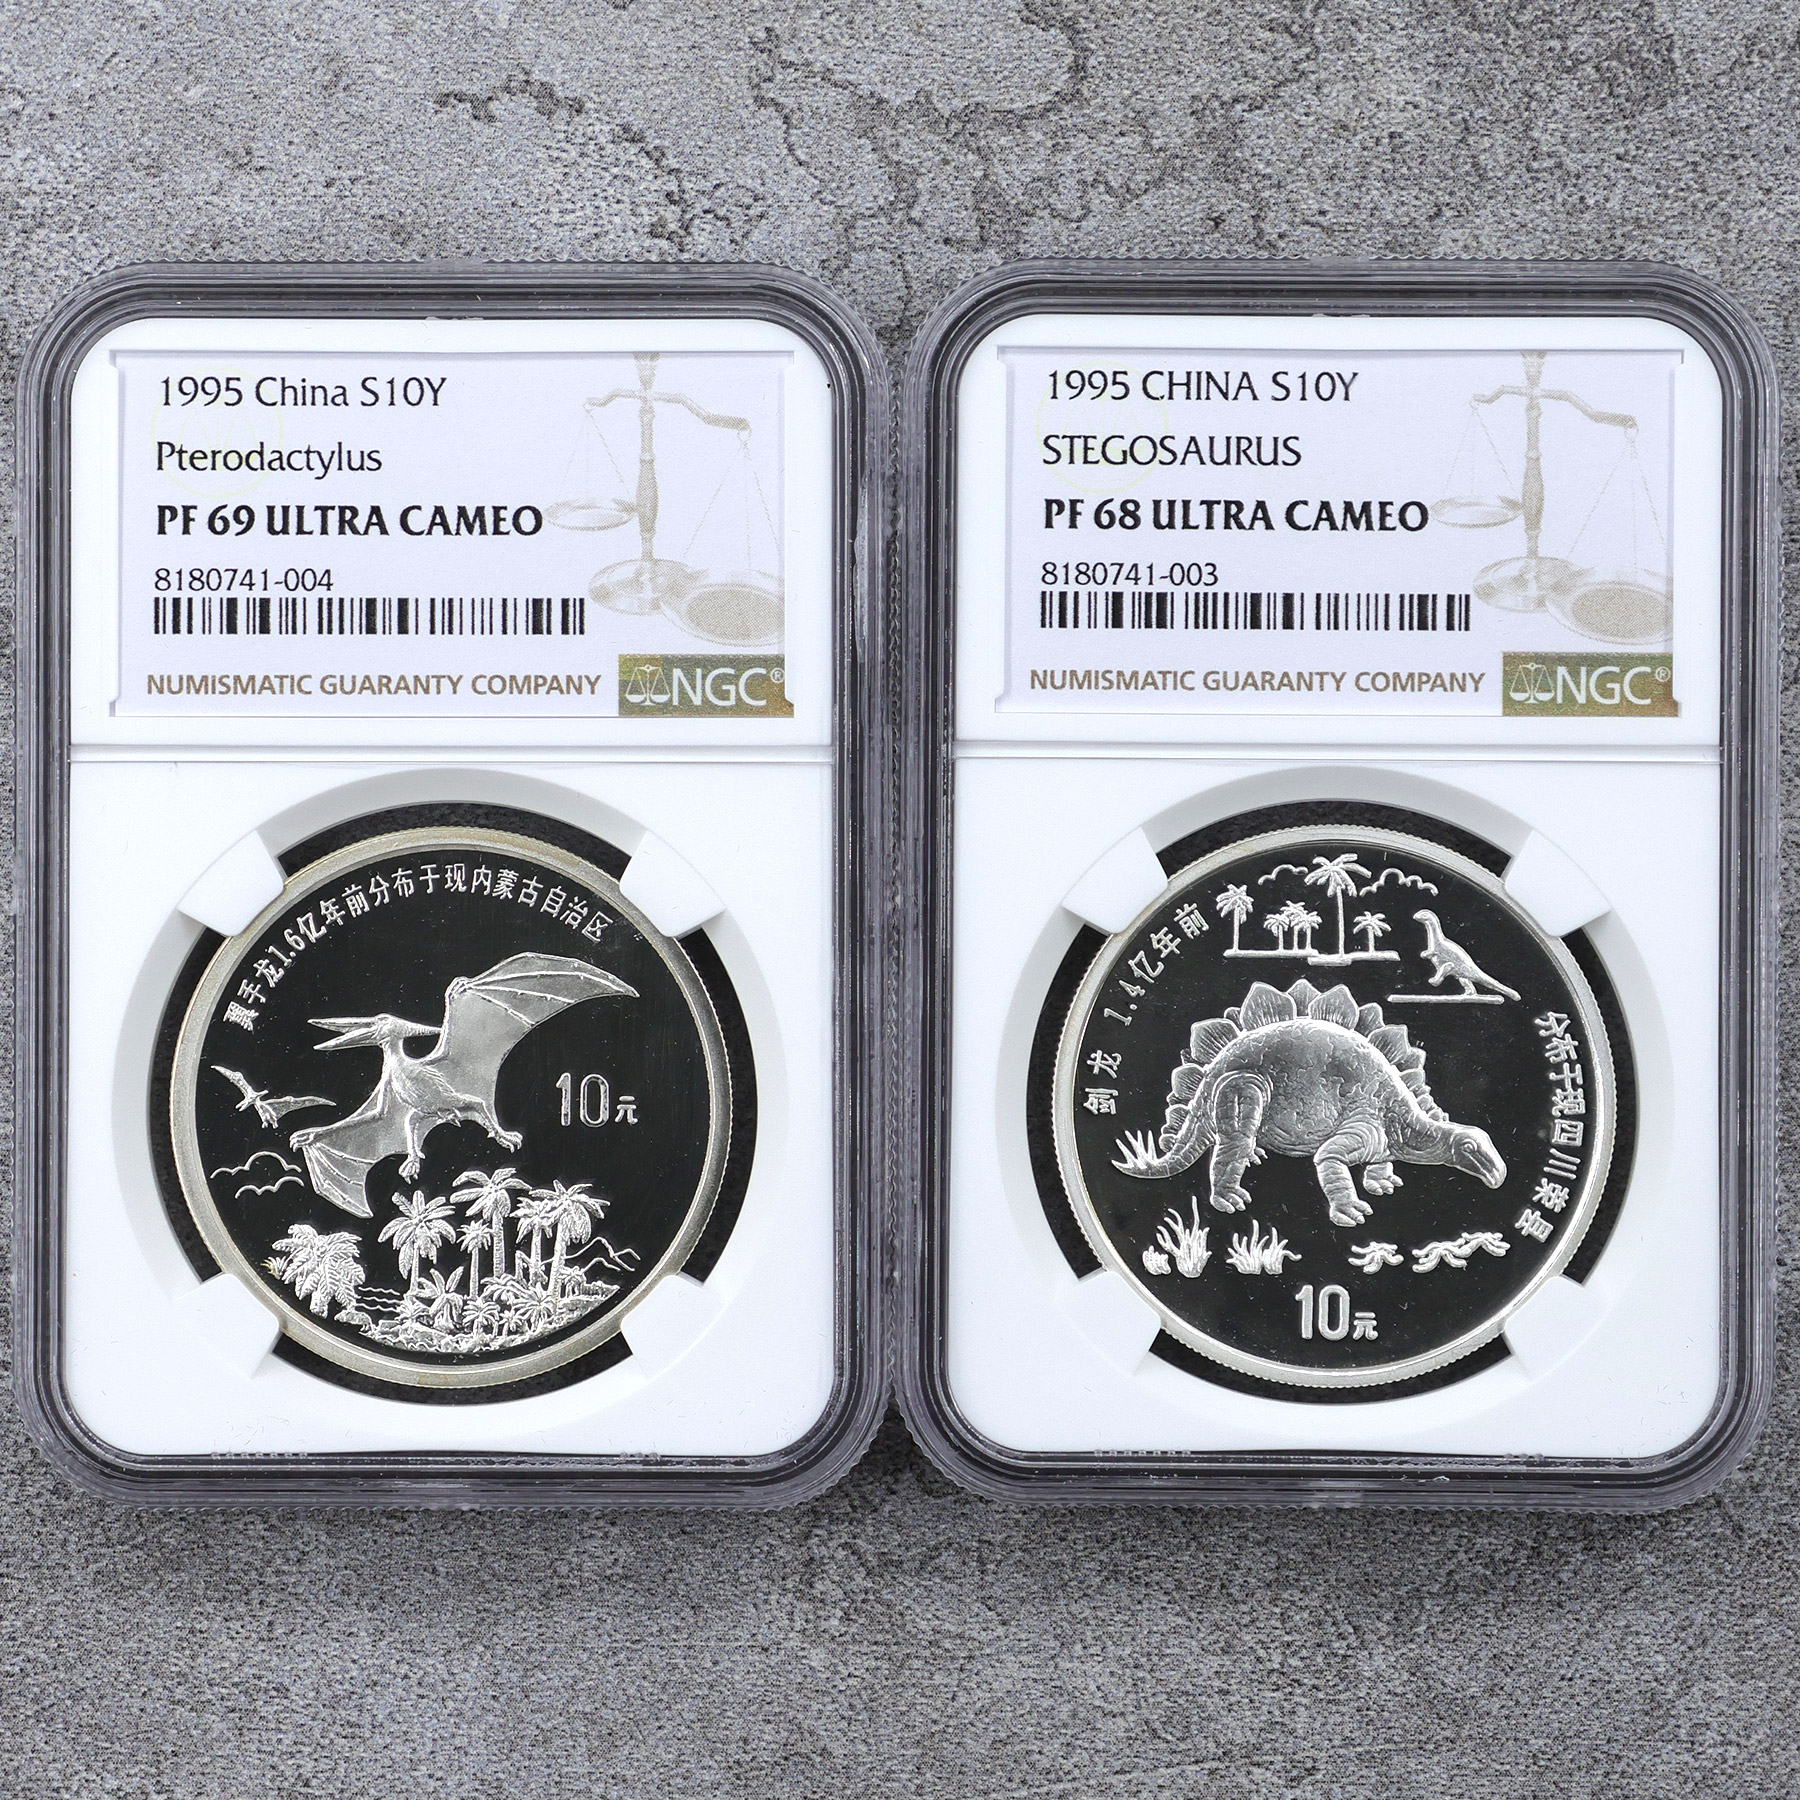 1995 China S10Y
Pterodactylus
PF 69 ULTRA CAMEO
8180741-004
NUMISMATIC GUARANTY COMPANY
NGC®
翼手龙1.6亿年前分布于现内蒙古自治区
10元
1995 CHINA S10Y
STEGOSAURUS
PF 68 ULTRA CAMEO
8180741-003
NUMISMATIC GUARANTY COMPANY
NGC®
剑龙 1.4亿年前
分布于现四川荣县
10元